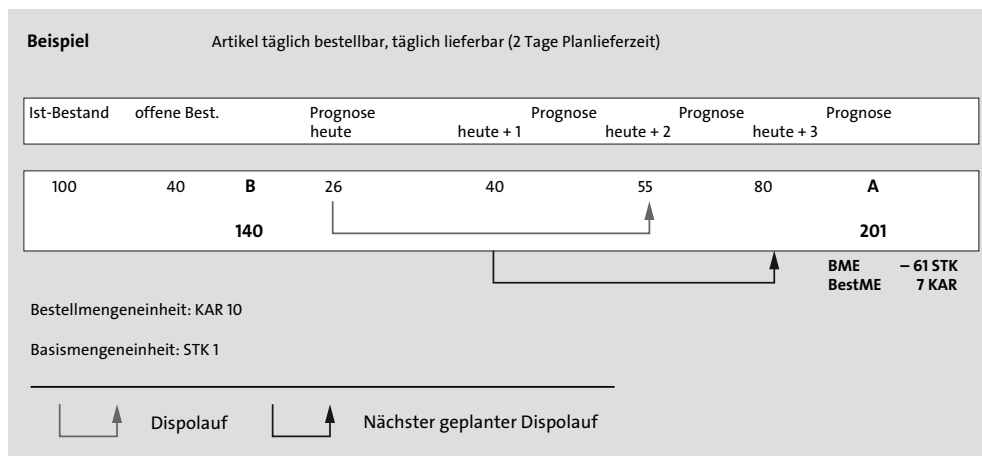 Beispiel Artikel täglich bestellbar, täglich lieferbar (2 Tage Planlieferzeit)
Ist-Bestand offene Best. Prognose Prognose Prognose Prognose
heute heute + 1 heute + 2 heute + 3
100 40 B 26 40 55 80 A
140 201
BME – 61 STK
BestME 7 KAR
Bestellmengeneinheit: KAR 10
Basismengeneinheit: STK 1
Dispolauf Nächster geplanter Dispolauf